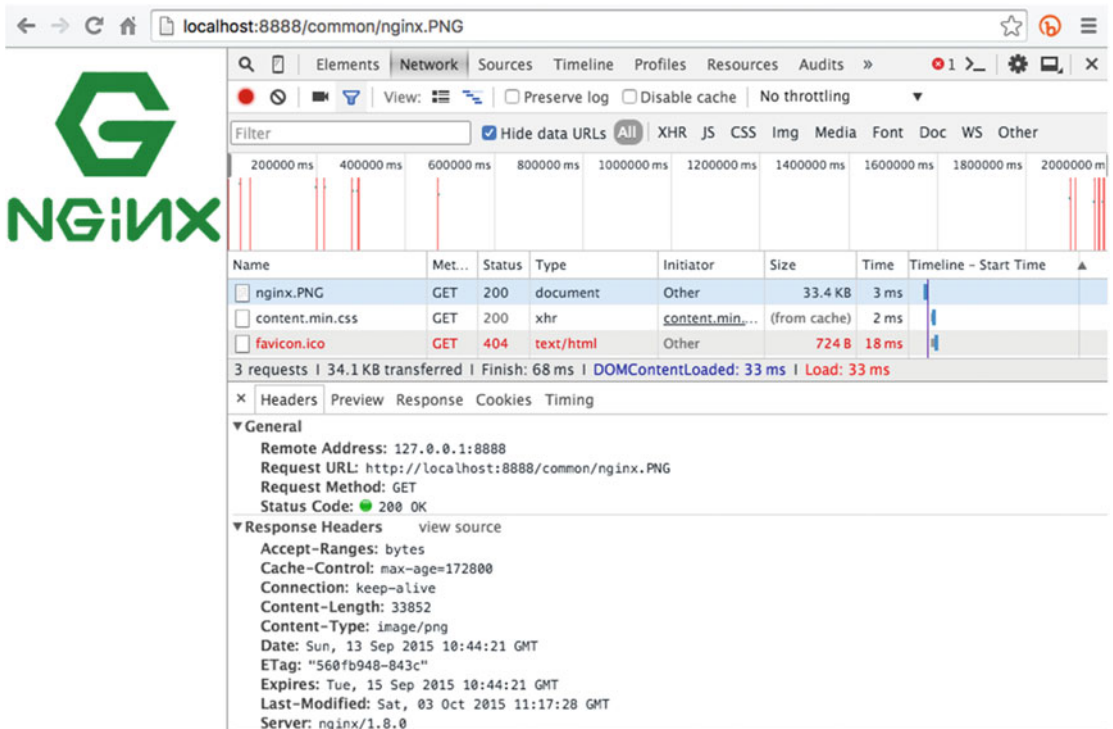 localhost:8888/common/nginx.PNG
NGiNX
Elements Network Sources Timeline Profiles Resources Audits » 1
View: Preserve log Disable cache No throttling
Filter Hide data URLs All XHR JS CSS Img Media Font Doc WS Other
200000 ms 400000 ms 600000 ms 800000 ms 1000000 ms 1200000 ms 1400000 ms 1600000 ms 1800000 ms 2000000 m
Name Met... Status Type Initiator Size Time Timeline – Start Time
nginx.PNG GET 200 document Other 33.4 KB 3 ms
content.min.css GET 200 xhr content.min.... (from cache) 2 ms
favicon.ico GET 404 text/html Other 724 B 18 ms
3 requests | 34.1 KB transferred | Finish: 68 ms | DOMContentLoaded: 33 ms | Load: 33 ms
× Headers Preview Response Cookies Timing
General
Remote Address: 127.0.0.1:8888
Request URL: http://localhost:8888/common/nginx.PNG
Request Method: GET
Status Code: 200 OK
Response Headers view source
Accept-Ranges: bytes
Cache-Control: max-age=172800
Connection: keep-alive
Content-Length: 33852
Content-Type: image/png
Date: Sun, 13 Sep 2015 10:44:21 GMT
ETag: "560fb948-843c"
Expires: Tue, 15 Sep 2015 10:44:21 GMT
Last-Modified: Sat, 03 Oct 2015 11:17:28 GMT
Server: nginx/1.8.0